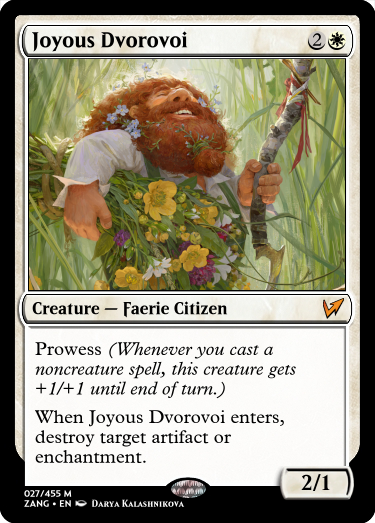 Joyous Dvorovoi 2
Creature — Faerie Citizen
Prowess (Whenever you cast a
noncreature spell, this creature gets
+1/+1 until end of turn.)
When Joyous Dvorovoi enters,
destroy target artifact or
enchantment.
2/1
027/455 M
ZANG • EN Darya Kalashnikova